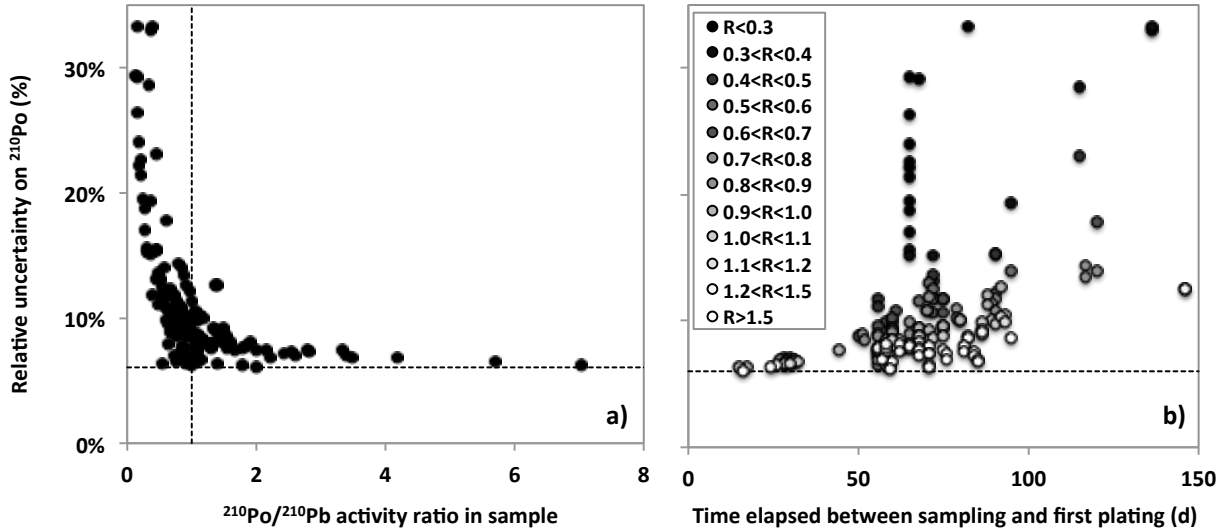 Relative uncertainty on ²¹⁰Po (%)
30%
20%
10%
0%
0
2
4
6
8
²¹⁰Po/²¹⁰Pb activity ratio in sample
a)
R<0.3
0.3<R<0.4
0.4<R<0.5
0.5<R<0.6
0.6<R<0.7
0.7<R<0.8
0.8<R<0.9
0.9<R<1.0
1.0<R<1.1
1.1<R<1.2
1.2<R<1.5
R>1.5
b)
0
50
100
150
Time elapsed between sampling and first plating (d)